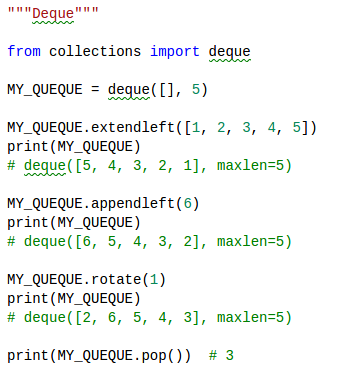 """Deque"""
from collections import deque
MY_QUEQUE = deque([], 5)
MY_QUEQUE.extendleft([1, 2, 3, 4, 5])
print(MY_QUEQUE)
# deque([5, 4, 3, 2, 1], maxlen=5)
MY_QUEQUE.appendleft(6)
print(MY_QUEQUE)
# deque([6, 5, 4, 3, 2], maxlen=5)
MY_QUEQUE.rotate(1)
print(MY_QUEQUE)
# deque([2, 6, 5, 4, 3], maxlen=5)
print(MY_QUEQUE.pop())  # 3